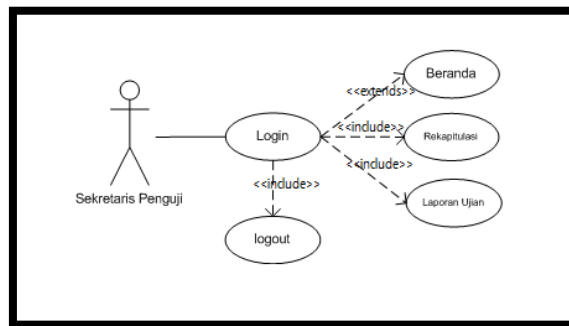 Beranda
<<extends>>
Login
<<include>>
Rekapitulasi
<<include>>
<<include>>
Sekretaris Penguji
Laporan Ujian
logout